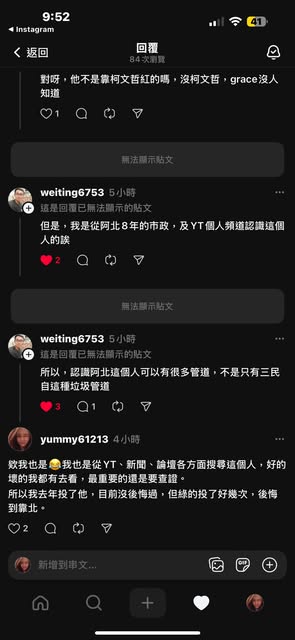 9:52
41
◀ Instagram
返回
回覆
84 次瀏覽
對呀，他不是靠柯文哲紅的嗎，沒柯文哲，grace沒人
知道
1
無法顯示貼文
weiting6753 5小時
這是回覆已無法顯示的貼文
但是，我是從阿北 8 年的市政，及 YT 個人頻道認識這個
人的誒
2
無法顯示貼文
weiting6753 5小時
這是回覆已無法顯示的貼文
所以，認識阿北這個人可以有很多管道，不是只有三民
自這種垃圾管道
3 1
yummy61213 4小時
欸我也是😂我也是從 YT、新聞、論壇各方面搜尋這個人，好的
壞的我都有去看，最重要的還是要查證。
所以我去年投了他，目前沒後悔過，但綠的投了好幾次，後悔
到靠北。
2
新增到串文...
GIF